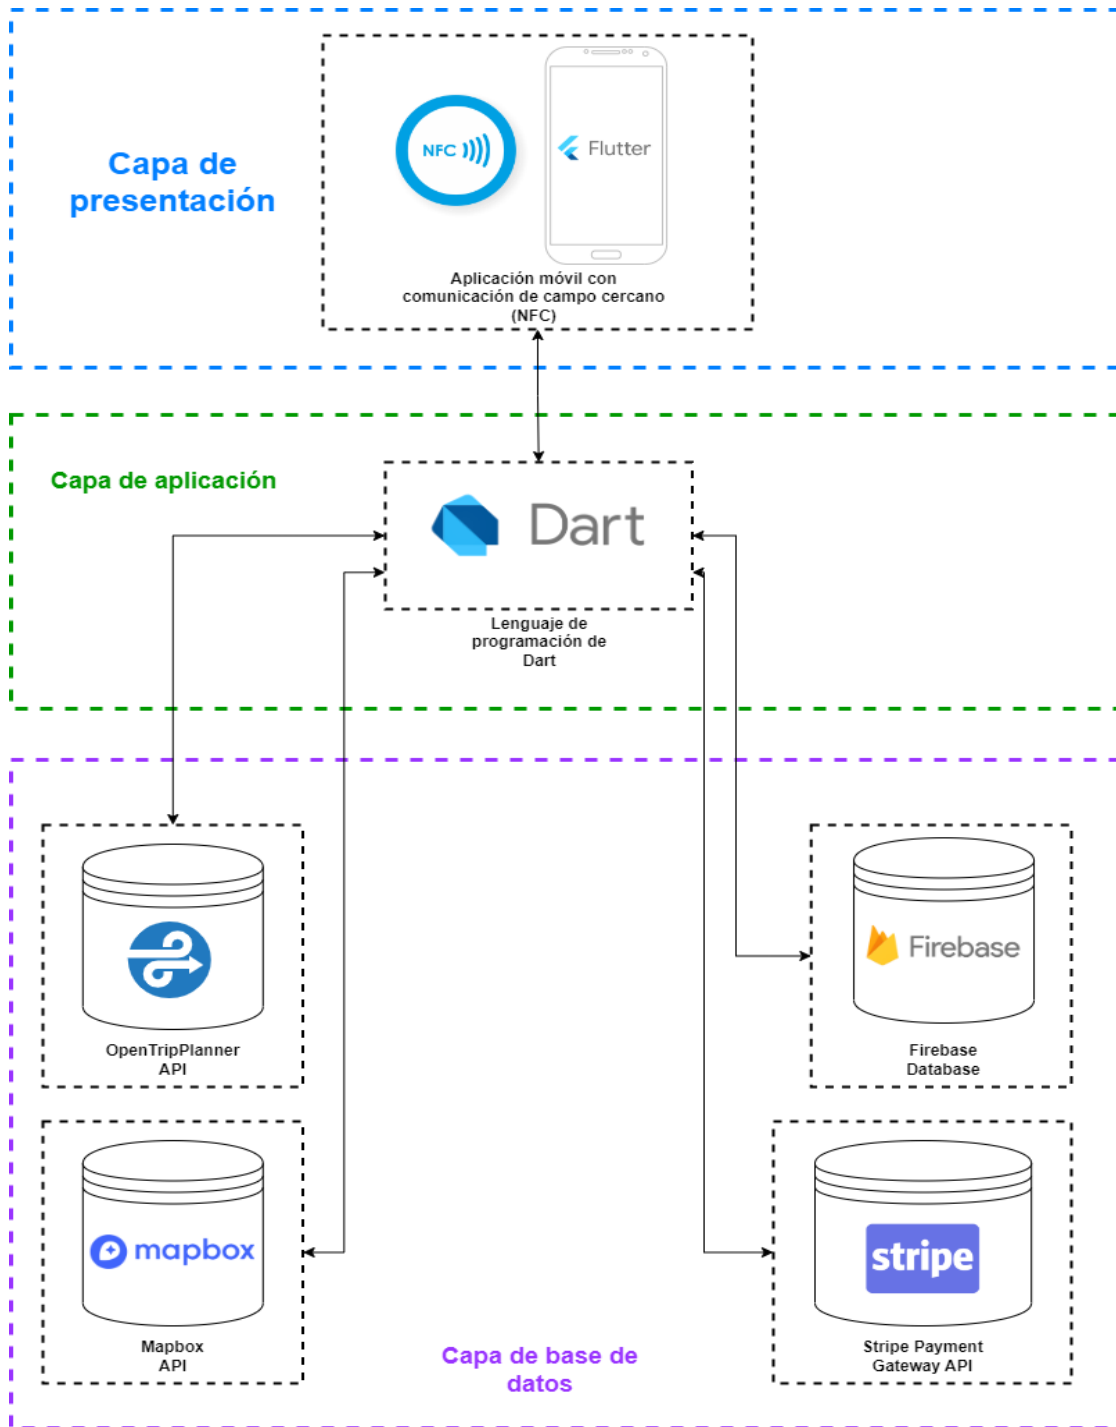 Capa de
presentación
NFC
Flutter
Aplicación móvil con
comunicación de campo cercano
(NFC)
Capa de aplicación
Dart
Lenguaje de
programación de
Dart
OpenTripPlanner
API
Firebase
Firebase
Database
mapbox
Mapbox
API
stripe
Stripe Payment
Gateway API
Capa de base de
datos